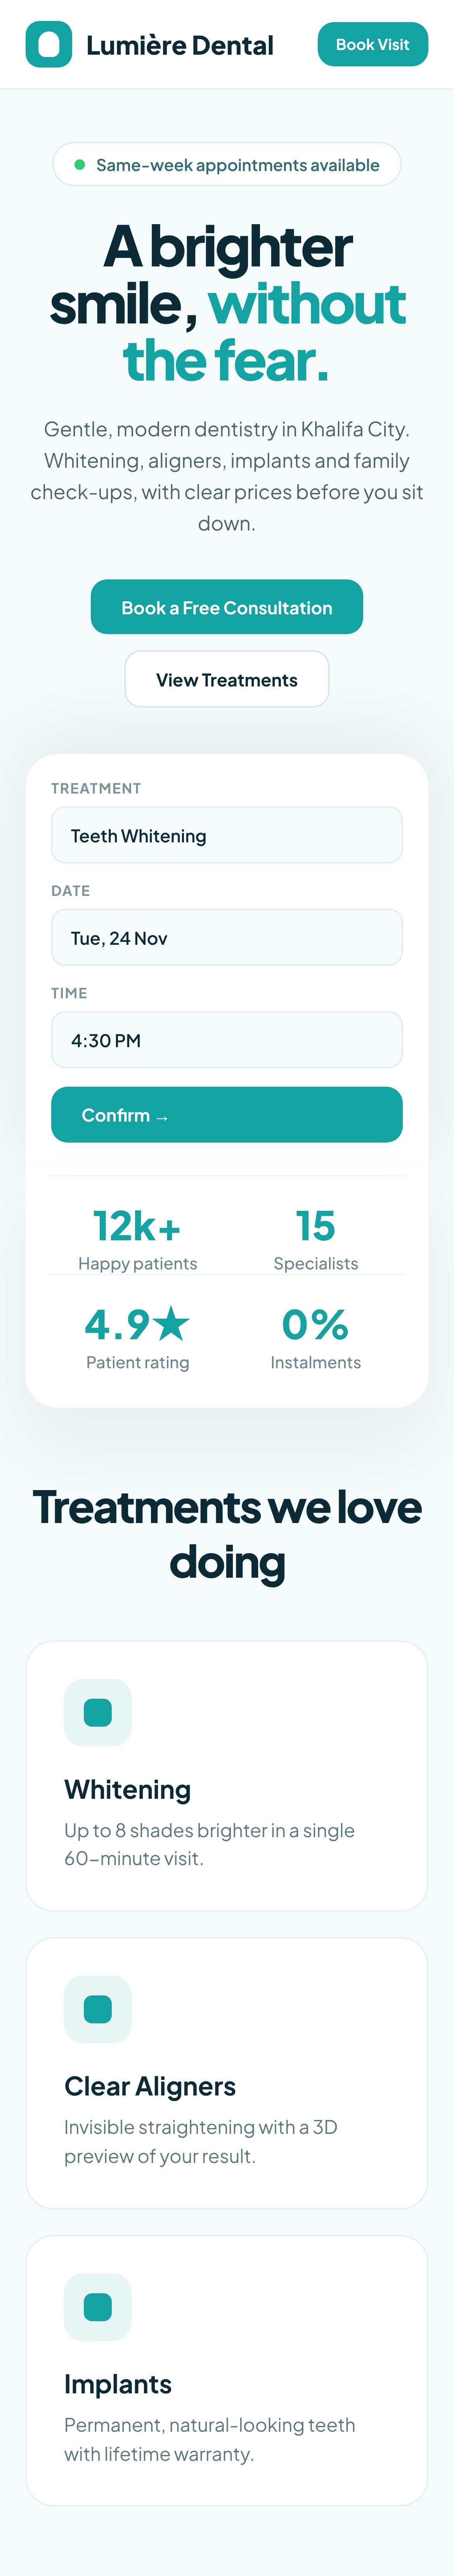 Lumière Dental
Book Visit
Same-week appointments available
A brighter
smile, without
the fear.
Gentle, modern dentistry in Khalifa City.
Whitening, aligners, implants and family
check-ups, with clear prices before you sit
down.
Book a Free Consultation
View Treatments
TREATMENT
Teeth Whitening
DATE
Tue, 24 Nov
TIME
4:30 PM
Confirm →
12k+
Happy patients
15
Specialists
4.9★
Patient rating
0%
Instalments
Treatments we love
doing
Whitening
Up to 8 shades brighter in a single
60-minute visit.
Clear Aligners
Invisible straightening with a 3D
preview of your result.
Implants
Permanent, natural-looking teeth
with lifetime warranty.